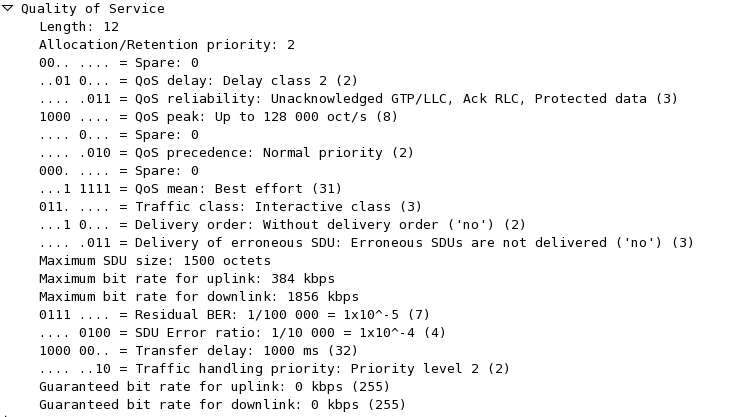 Quality of Service
Length: 12
Allocation/Retention priority: 2
00.. .... = Spare: 0
..01 0... = QoS delay: Delay class 2 (2)
.... .011 = QoS reliability: Unacknowledged GTP/LLC, Ack RLC, Protected data (3)
1000 .... = QoS peak: Up to 128 000 oct/s (8)
.... 0... = Spare: 0
.... .010 = QoS precedence: Normal priority (2)
000. .... = Spare: 0
...1 1111 = QoS mean: Best effort (31)
011. .... = Traffic class: Interactive class (3)
...1 0... = Delivery order: Without delivery order ('no') (2)
.... .011 = Delivery of erroneous SDU: Erroneous SDUs are not delivered ('no') (3)
Maximum SDU size: 1500 octets
Maximum bit rate for uplink: 384 kbps
Maximum bit rate for downlink: 1856 kbps
0111 .... = Residual BER: 1/100 000 = 1x10^-5 (7)
.... 0100 = SDU Error ratio: 1/10 000 = 1x10^-4 (4)
1000 00.. = Transfer delay: 1000 ms (32)
.... ..10 = Traffic handling priority: Priority level 2 (2)
Guaranteed bit rate for uplink: 0 kbps (255)
Guaranteed bit rate for downlink: 0 kbps (255)